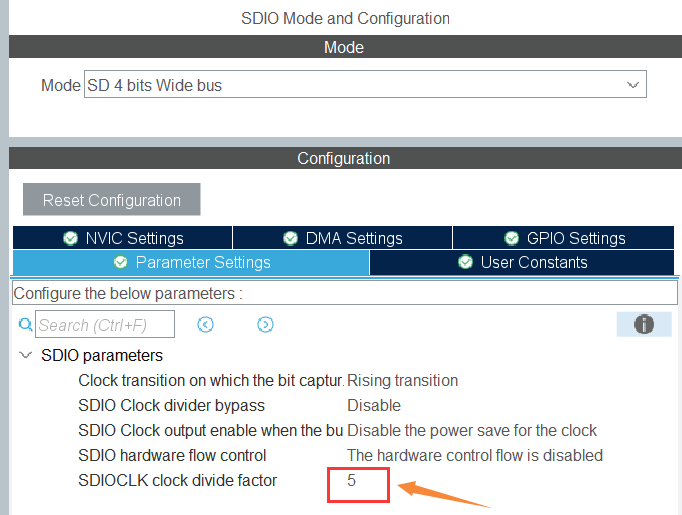 SDIO Mode and Configuration
Mode
Mode SD 4 bits Wide bus
Configuration
Reset Configuration
NVIC Settings DMA Settings GPIO Settings
Parameter Settings User Constants
Configure the below parameters :
Search (Ctrl+F)
SDIO parameters
Clock transition on which the bit captur. Rising transition
SDIO Clock divider bypass Disable
SDIO Clock output enable when the bu Disable the power save for the clock
SDIO hardware flow control The hardware control flow is disabled
SDIOCLK clock divide factor 5